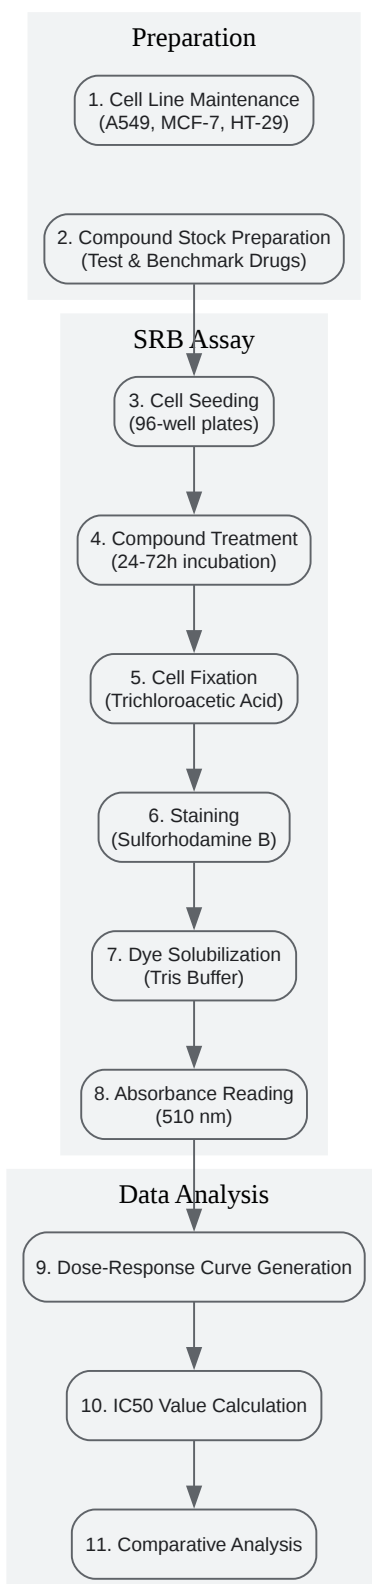 Preparation
1. Cell Line Maintenance
(A549, MCF-7, HT-29)
2. Compound Stock Preparation
(Test & Benchmark Drugs)
SRB Assay
3. Cell Seeding
(96-well plates)
4. Compound Treatment
(24-72h incubation)
5. Cell Fixation
(Trichloroacetic Acid)
6. Staining
(Sulforhodamine B)
7. Dye Solubilization
(Tris Buffer)
8. Absorbance Reading
(510 nm)
Data Analysis
9. Dose-Response Curve Generation
10. IC50 Value Calculation
11. Comparative Analysis